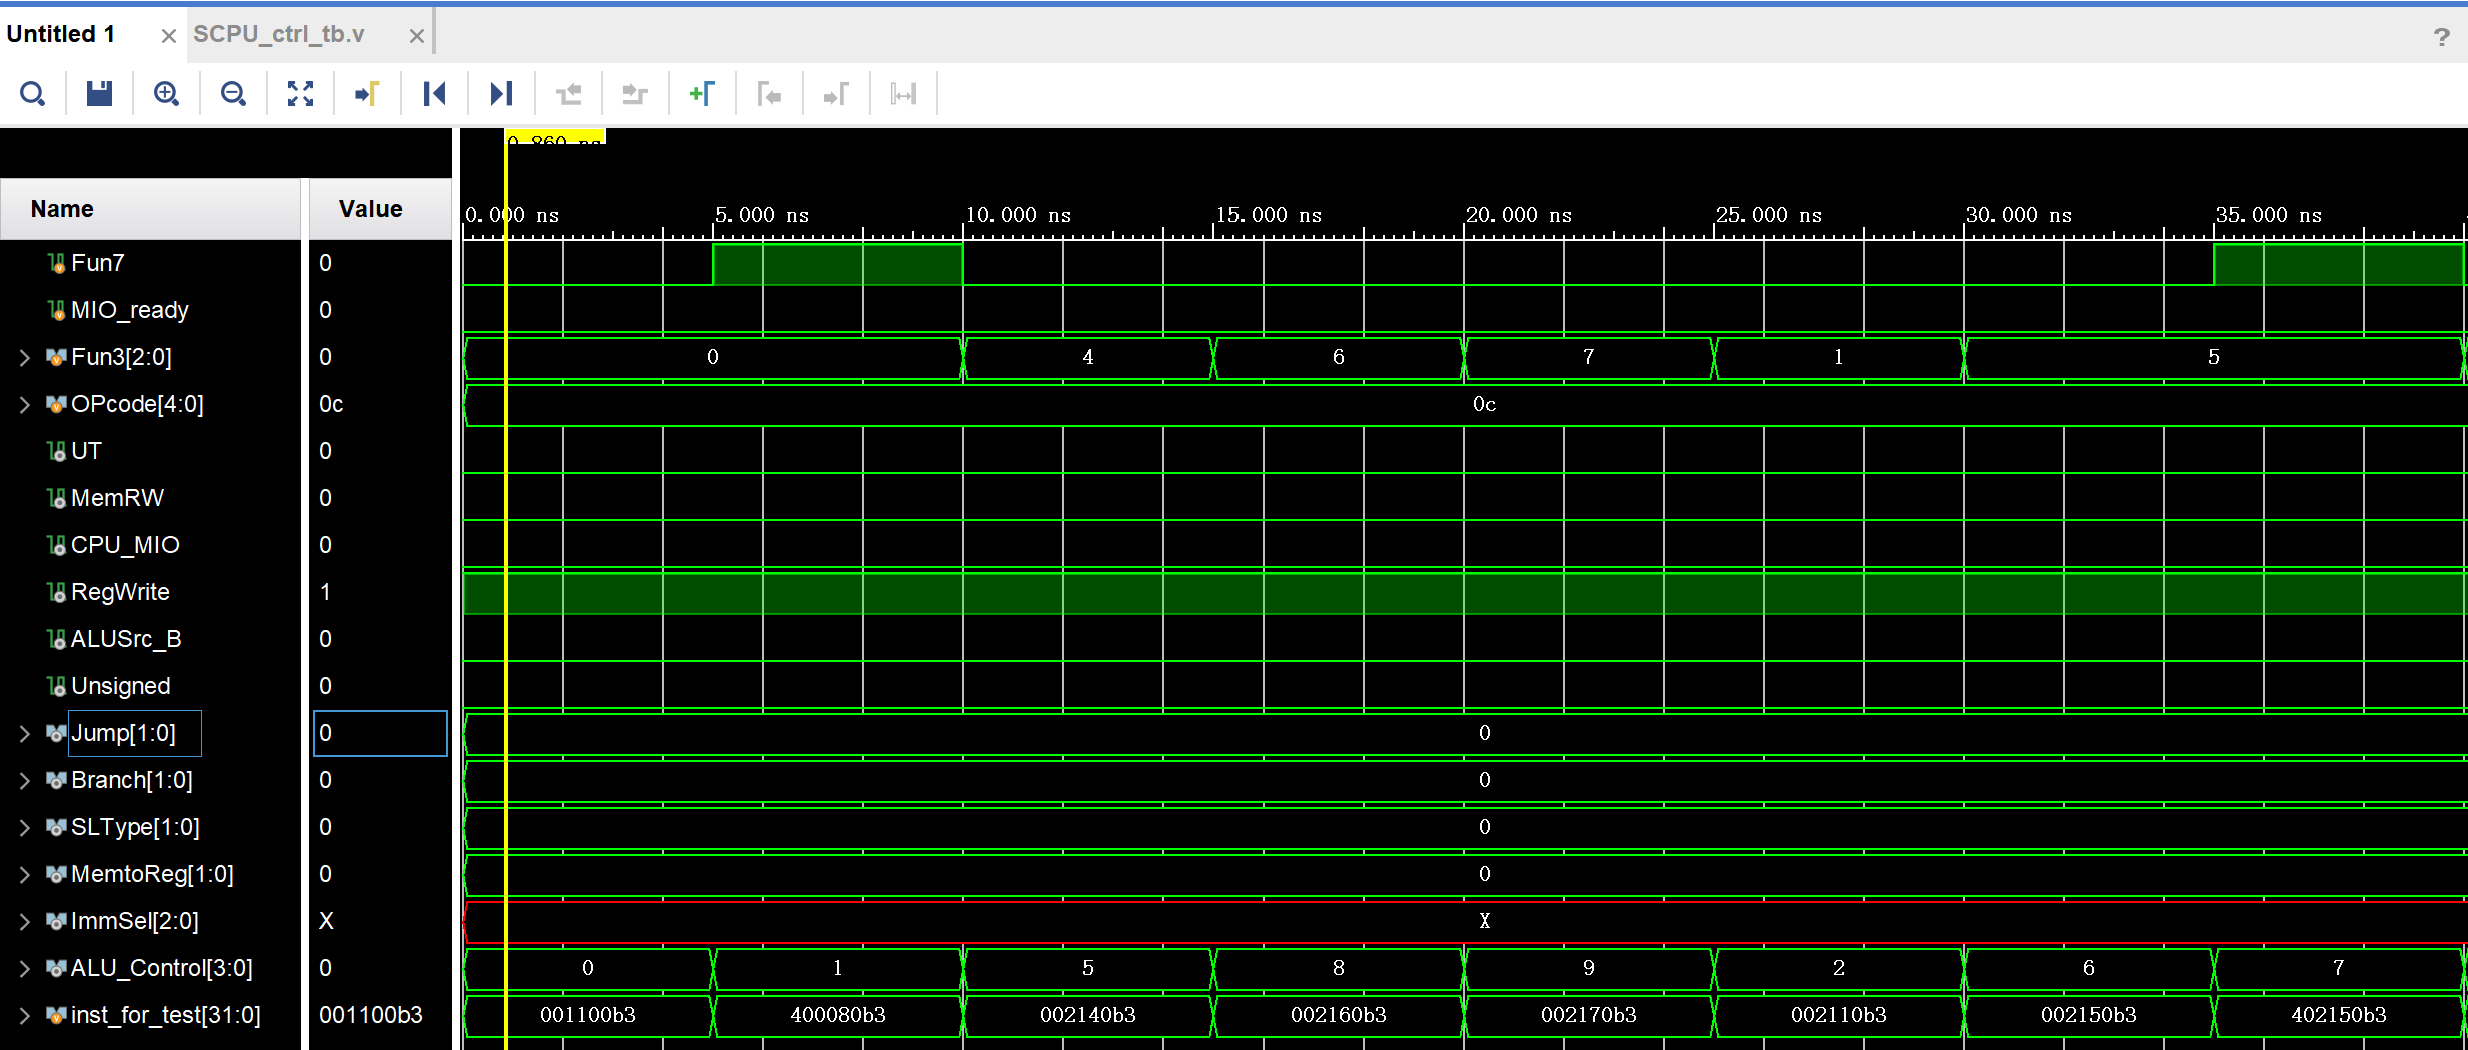 Untitled 1 SCPU_ctrl_tb.v ?
0.860 ns
Name Value
0.000 ns 5.000 ns 10.000 ns 15.000 ns 20.000 ns 25.000 ns 30.000 ns 35.000 ns
Fun7 0
MIO_ready 0
Fun3[2:0] 0 0 4 6 7 1 5
OPcode[4:0] 0c 0c
UT 0
MemRW 0
CPU_MIO 0
RegWrite 1
ALUSrc_B 0
Unsigned 0
Jump[1:0] 0 0
Branch[1:0] 0 0
SLType[1:0] 0 0
MemtoReg[1:0] 0 0
ImmSel[2:0] X X
ALU_Control[3:0] 0 0 1 5 8 9 2 6 7
inst_for_test[31:0] 001100b3 001100b3 400080b3 002140b3 002160b3 002170b3 002110b3 002150b3 402150b3